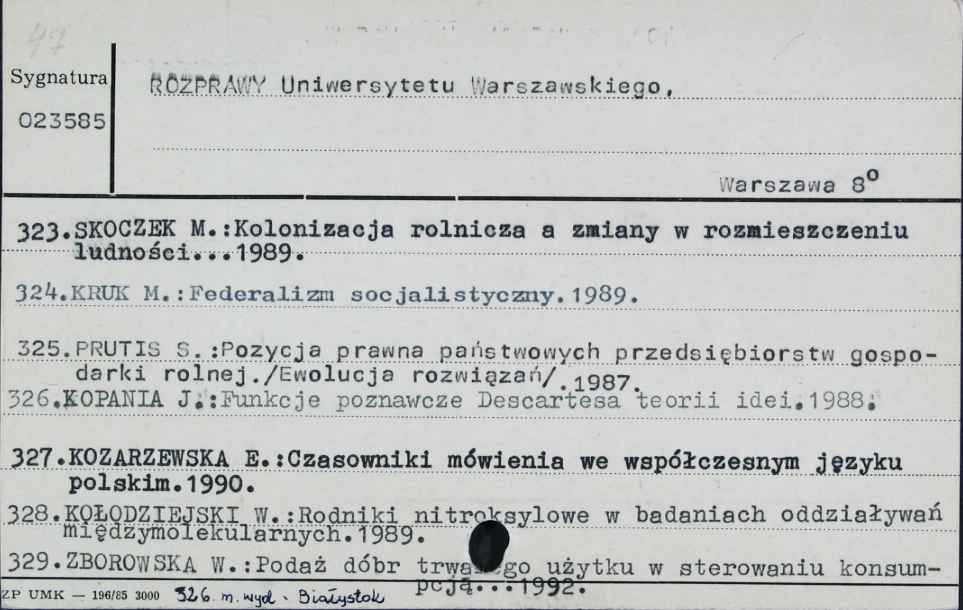 47
Sygnatura
023585
ROZPRAWY Uniwersytetu Warszawskiego,
Warszawa 8º
323.SKOCZEK M.:Kolonizacja rolnicza a zmiany w rozmieszczeniu
ludności...1989.
324.KRUK M.:Federalizm socjalistyczny.1989.
325.PRUTIS S.:Pozycja prawna państwowych przedsiębiorstw gospo-
darki rolnej./Ewolucja rozwiązań/.1987.
326.KOPANIA J.:Funkcje poznawcze Descartesa teorii idei.1988.
327.KOZARZEWSKA E.:Czasowniki mówienia we współczesnym języku
polskim.1990.
328.KOŁODZIEJSKI W.:Rodniki nitroksylowe w badaniach oddziaływań
międzymolekularnych.1989.
329.ZBOROWSKA W.:Podaż dóbr trwałego użytku w sterowaniu konsum-
pcją...1992.
ZP UMK — 196/85 3000 326. m. wyd. Białystok